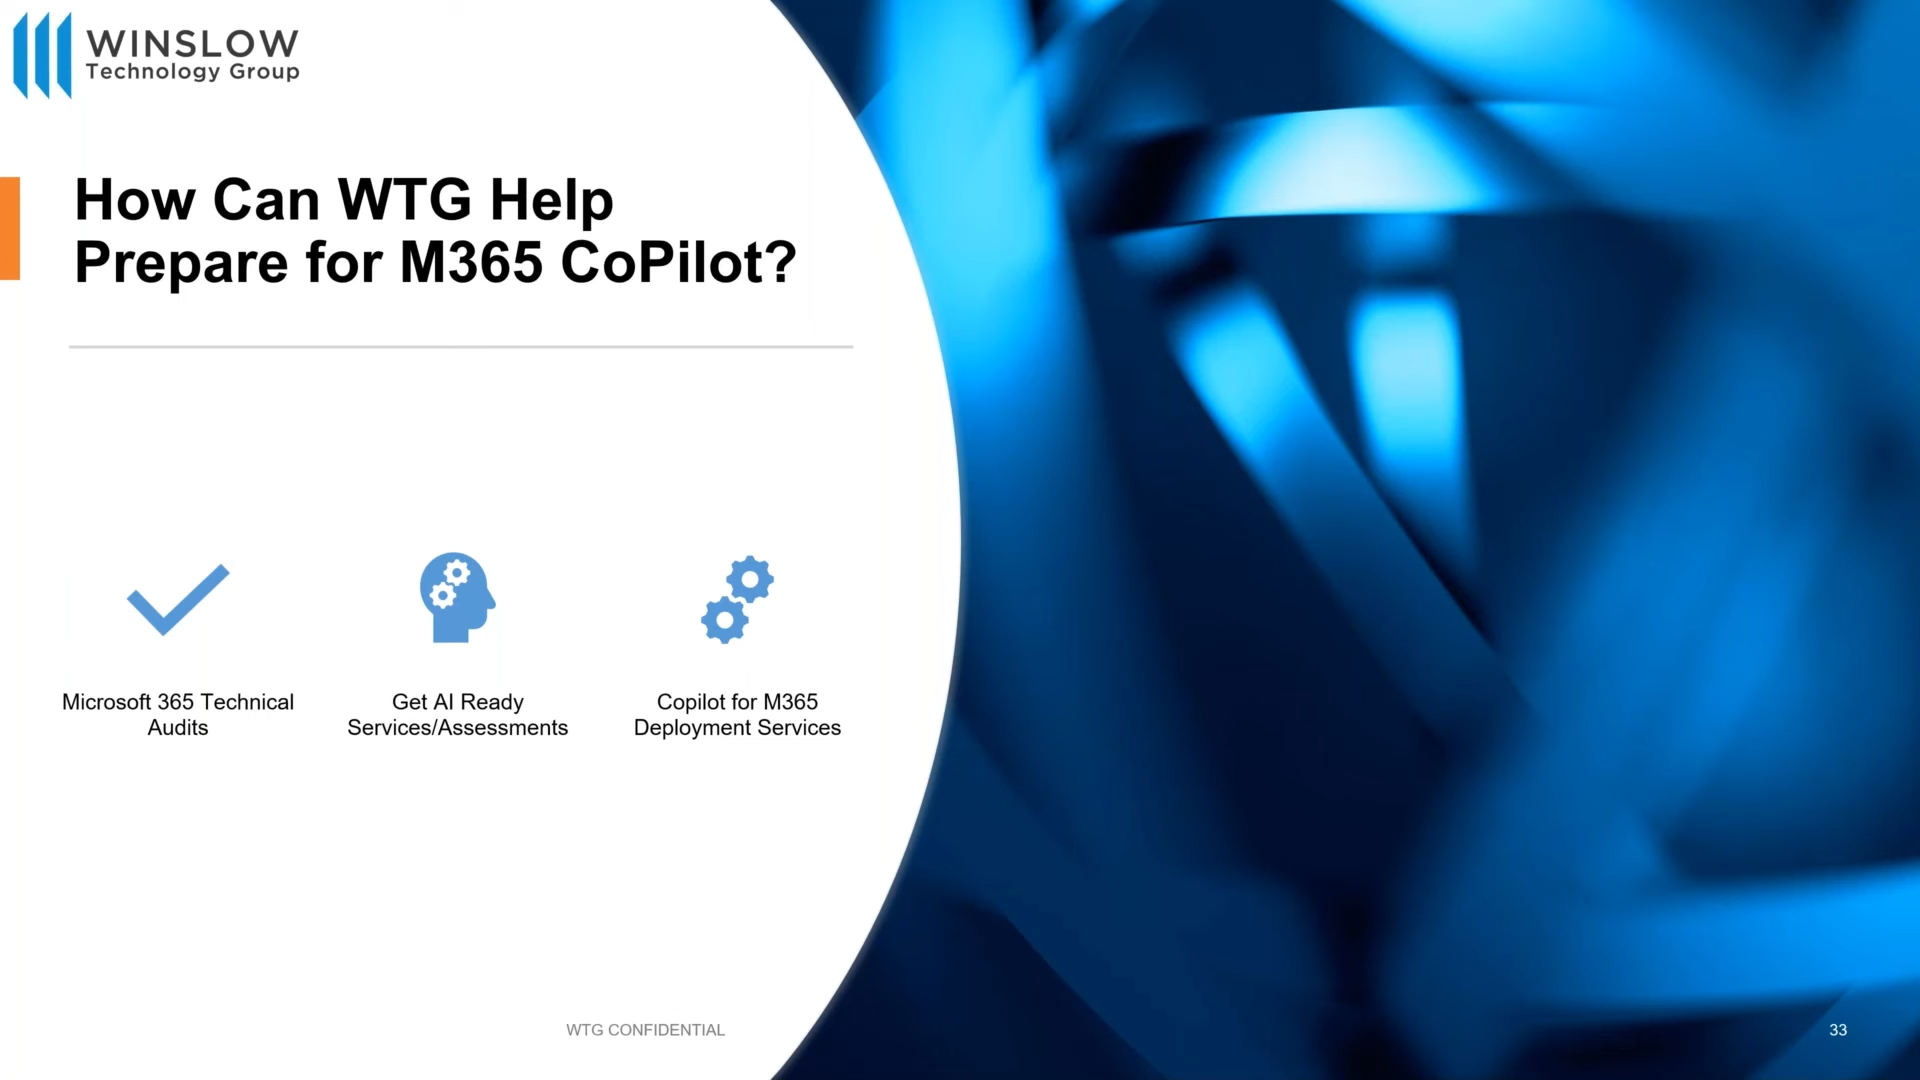 WINSLOW
Technology Group
How Can WTG Help
Prepare for M365 CoPilot?
Microsoft 365 Technical
Audits
Get AI Ready
Services/Assessments
Copilot for M365
Deployment Services
WTG CONFIDENTIAL
33